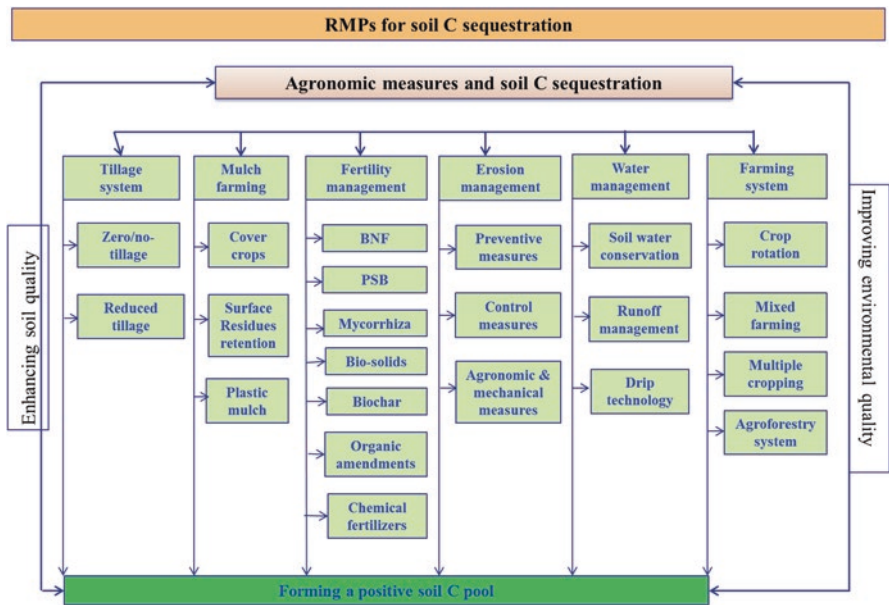 RMPs for soil C sequestration
Agronomic measures and soil C sequestration
Tillage
system
Mulch
farming
Fertility
management
Erosion
management
Water
management
Farming
system
Enhancing soil quality
Zero/no-
tillage
Reduced
tillage
Cover
crops
Surface
Residues
retention
Plastic
mulch
BNF
PSB
Mycorrhiza
Bio-solids
Biochar
Organic
amendments
Chemical
fertilizers
Preventive
measures
Control
measures
Agronomic &
mechanical
measures
Soil water
conservation
Runoff
management
Drip
technology
Crop
rotation
Mixed
farming
Multiple
cropping
Agroforestry
system
Improving environmental quality
Forming a positive soil C pool